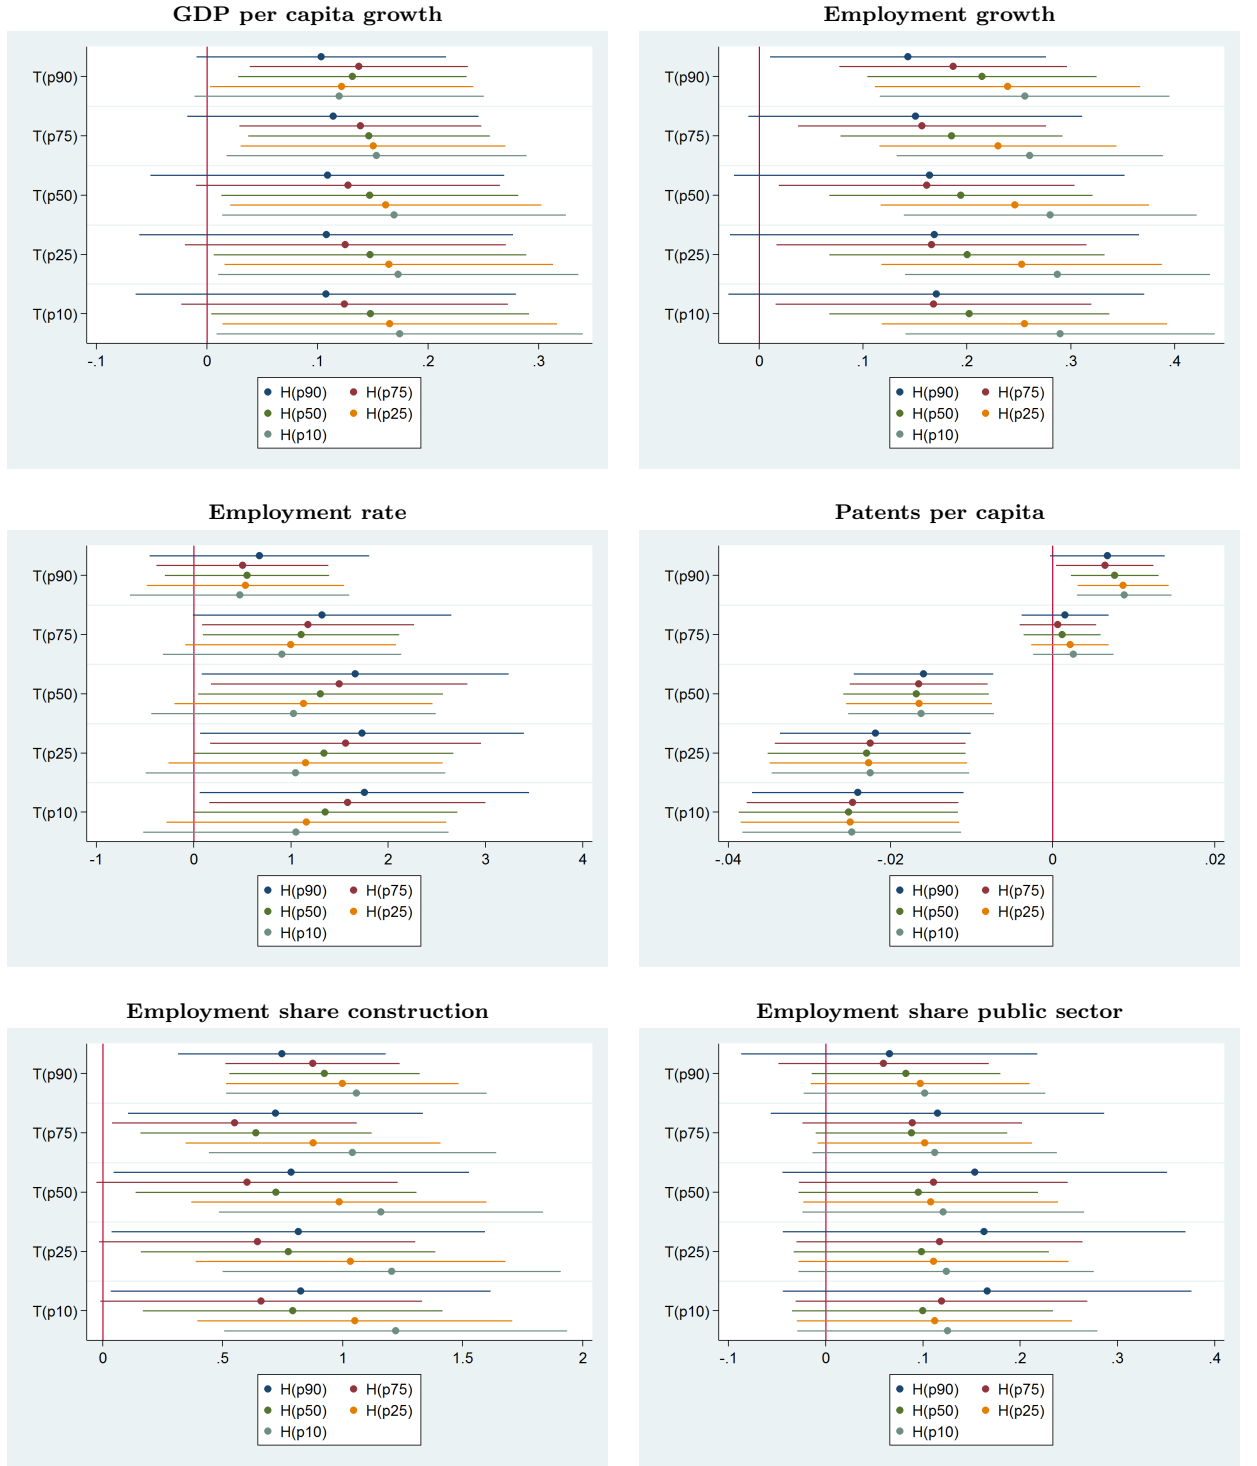 GDP per capita growth
T(p90)
T(p75)
T(p50)
T(p25)
T(p10)
-.1 0 .1 .2 .3
H(p90) H(p75)
H(p50) H(p25)
H(p10)
Employment growth
T(p90)
T(p75)
T(p50)
T(p25)
T(p10)
0 .1 .2 .3 .4
H(p90) H(p75)
H(p50) H(p25)
H(p10)
Employment rate
T(p90)
T(p75)
T(p50)
T(p25)
T(p10)
-1 0 1 2 3 4
H(p90) H(p75)
H(p50) H(p25)
H(p10)
Patents per capita
T(p90)
T(p75)
T(p50)
T(p25)
T(p10)
-.04 -.02 0 .02
H(p90) H(p75)
H(p50) H(p25)
H(p10)
Employment share construction
T(p90)
T(p75)
T(p50)
T(p25)
T(p10)
0 .5 1 1.5 2
H(p90) H(p75)
H(p50) H(p25)
H(p10)
Employment share public sector
T(p90)
T(p75)
T(p50)
T(p25)
T(p10)
-.1 0 .1 .2 .3 .4
H(p90) H(p75)
H(p50) H(p25)
H(p10)